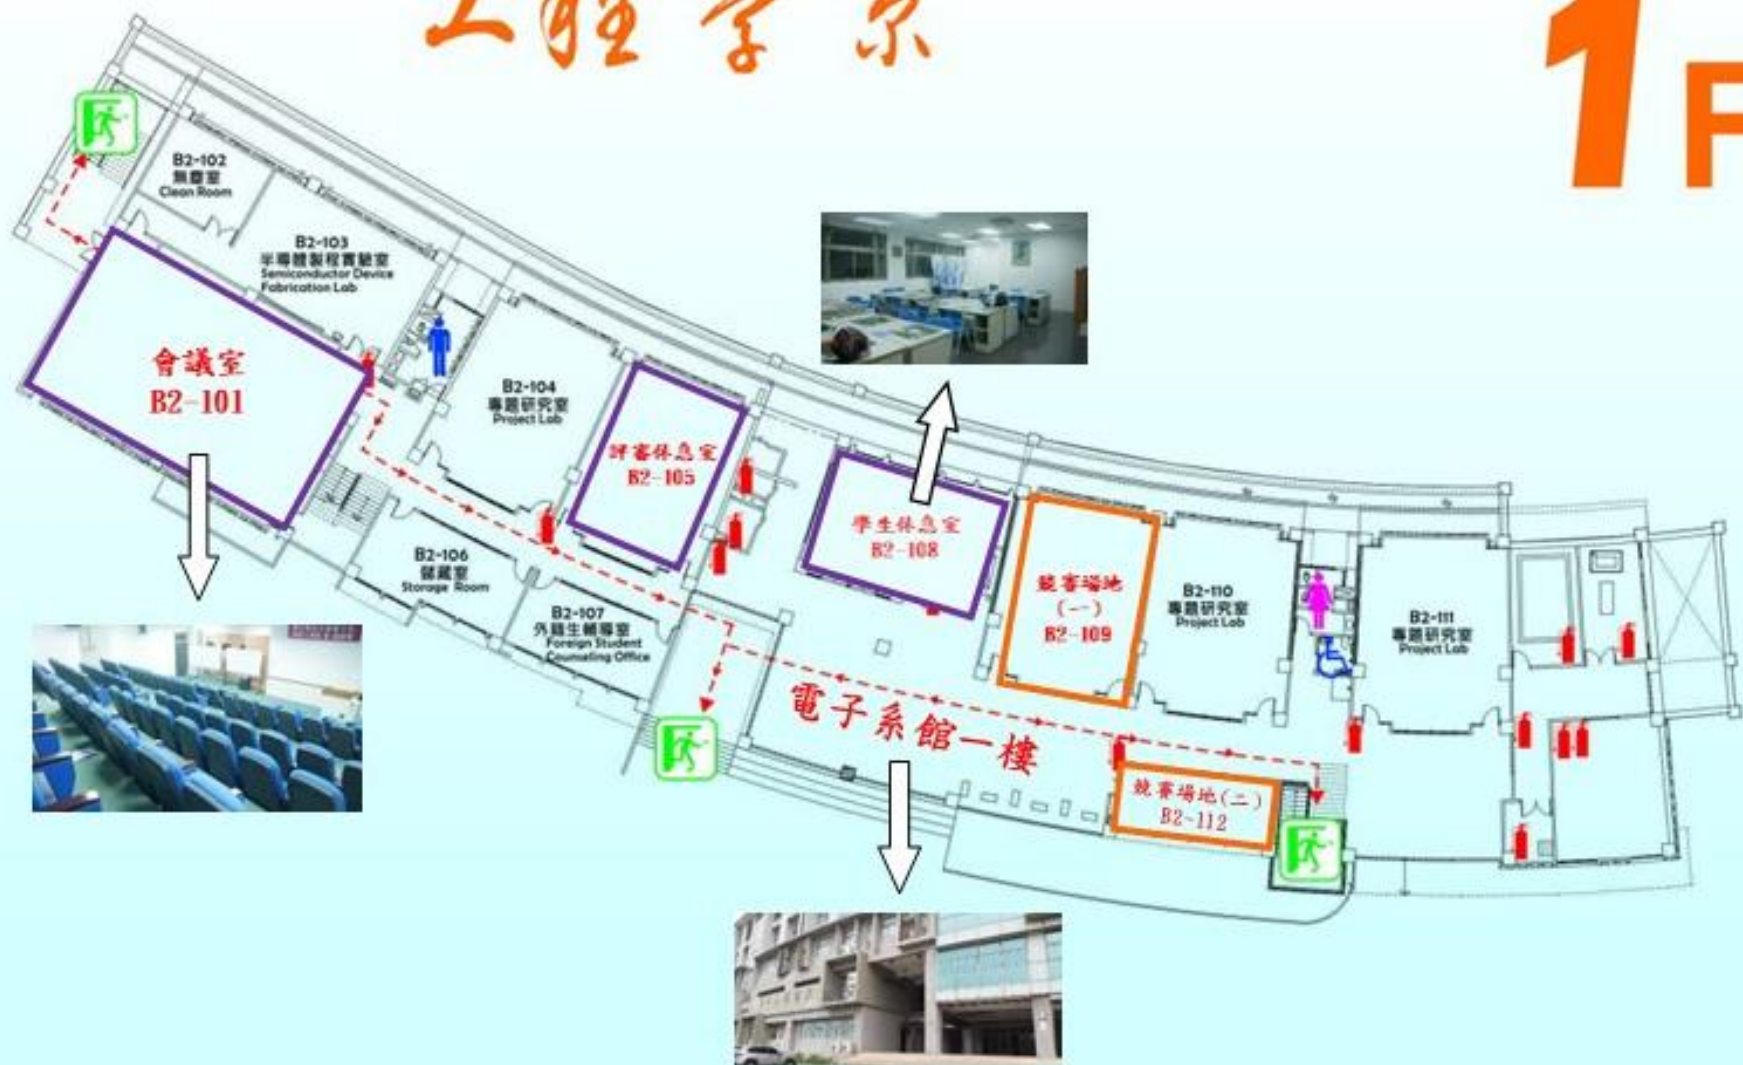 工程學系
1F
B2-102
無塵室
Clean Room
B2-103
半導體製程實驗室
Semiconductor Device
Fabrication Lab
會議室
B2-101
B2-104
專題研究室
Project Lab
評審休息室
B2-105
B2-106
儲藏室
Storage Room
B2-107
外籍生輔導室
Foreign Student
Counseling Office
學生休息室
B2-108
競賽場地
(一)
B2-109
B2-110
專題研究室
Project Lab
B2-111
專題研究室
Project Lab
電子系館一樓
競賽場地(二)
B2-112